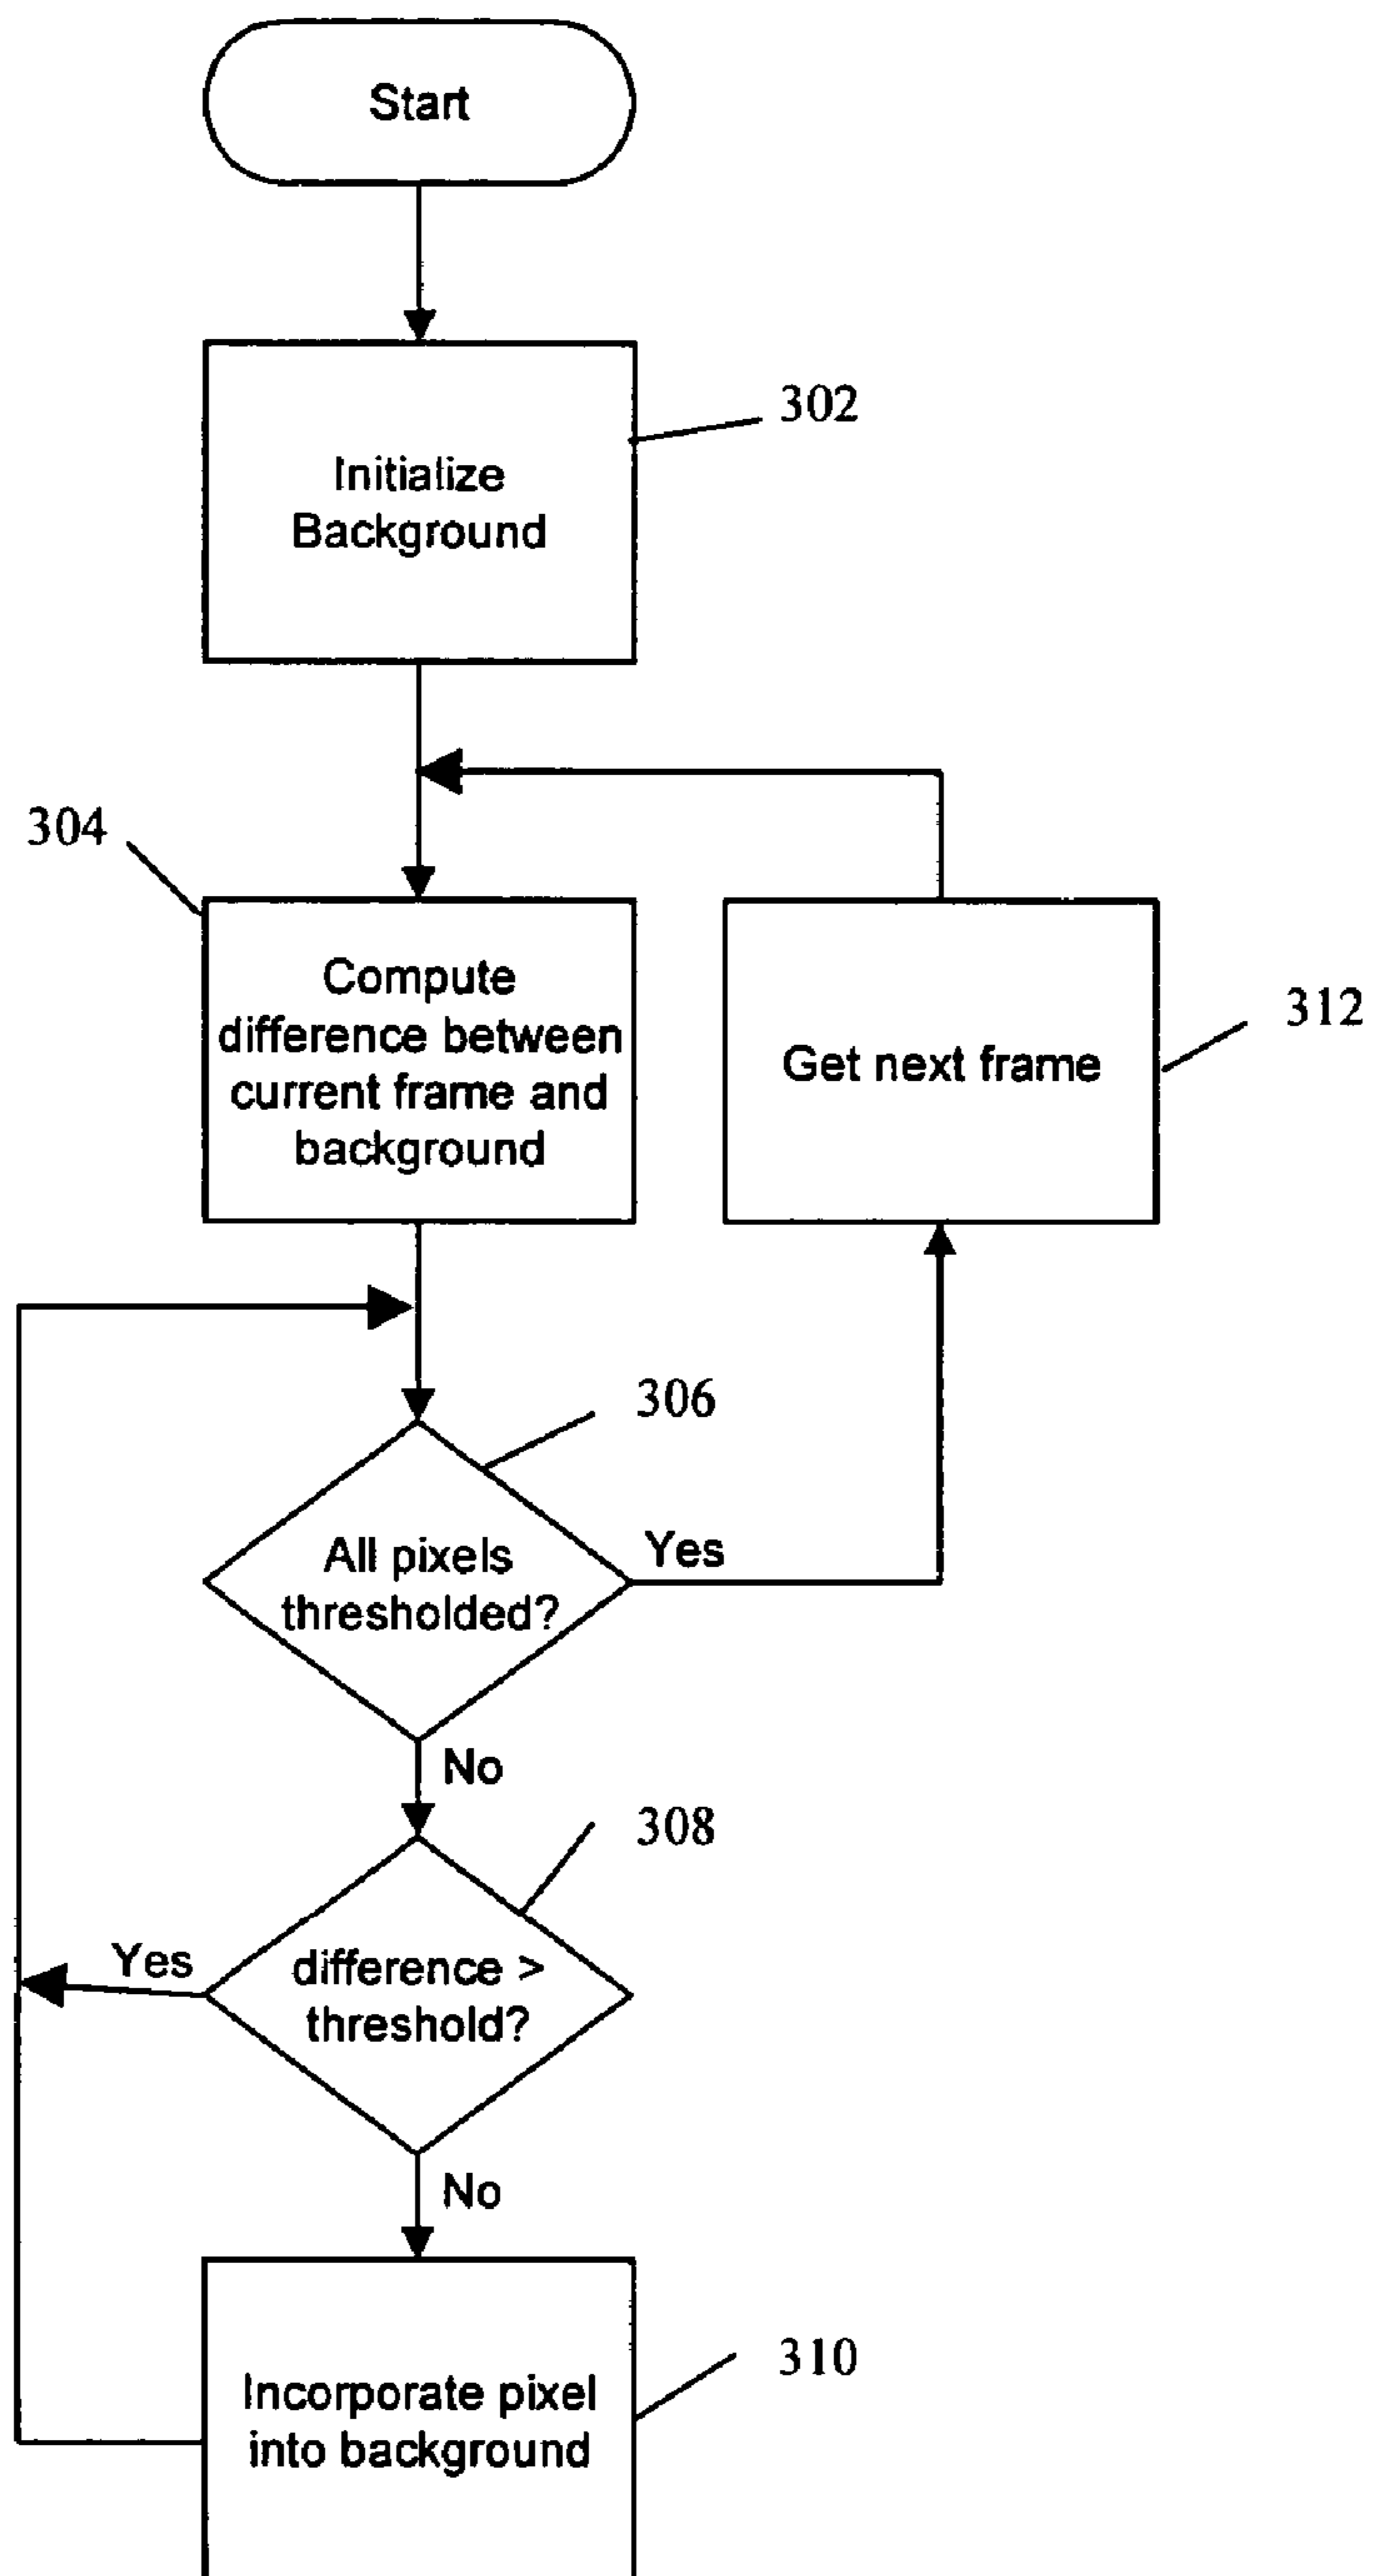 Start
302
Initialize
Background
304
Compute
difference between
current frame and
background
312
Get next frame
306
All pixels
thresholded?
Yes
No
308
Yes
difference >
threshold?
No
310
Incorporate pixel
into background